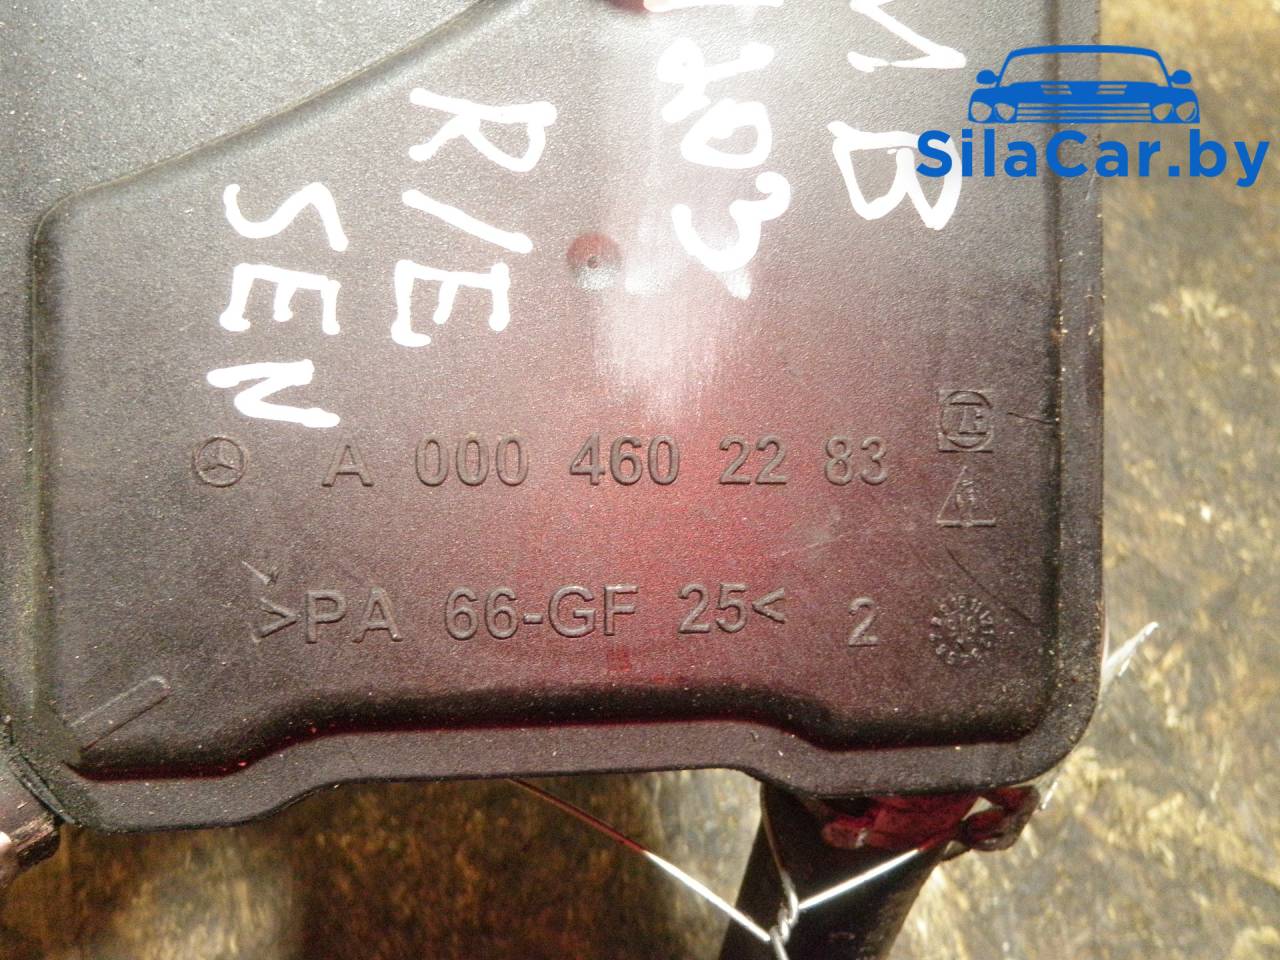 MB
203
R/E
SEN
SilaCar.by
A 000 460 22 83
>PA 66-GF 25< 2